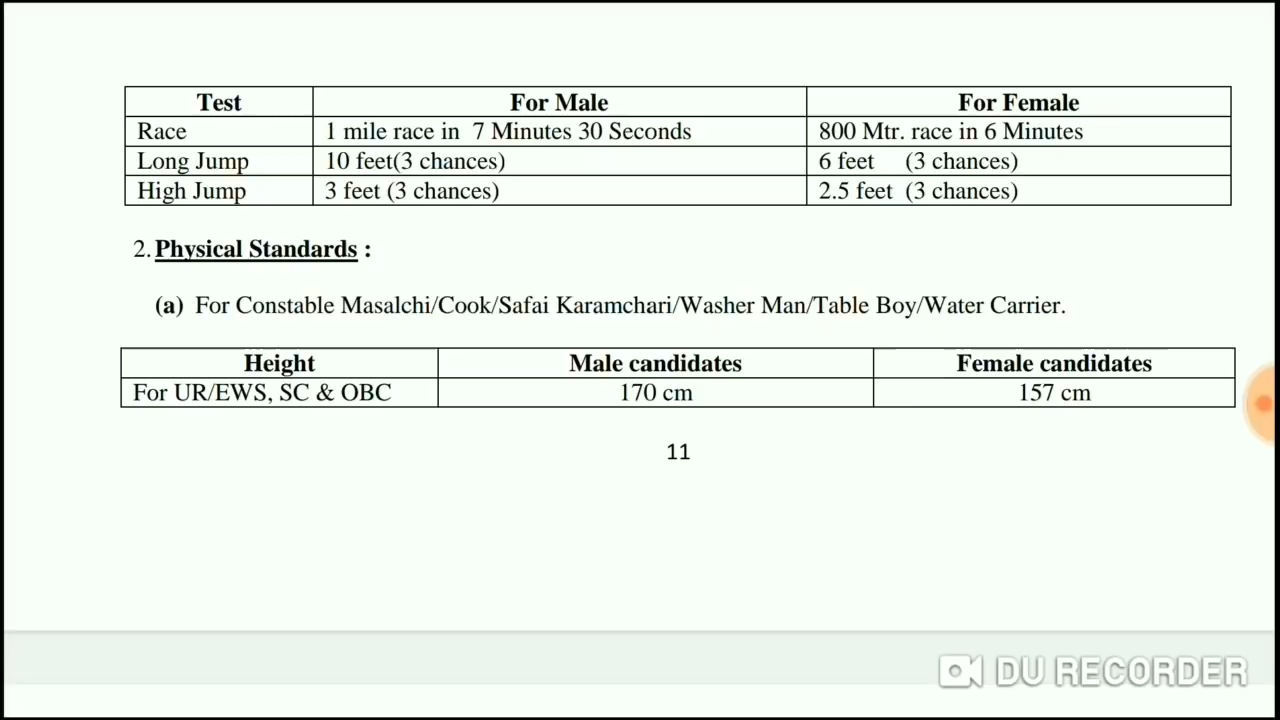 Test For Male For Female
Race 1 mile race in 7 Minutes 30 Seconds 800 Mtr. race in 6 Minutes
Long Jump 10 feet(3 chances) 6 feet (3 chances)
High Jump 3 feet (3 chances) 2.5 feet (3 chances)
2. Physical Standards :
(a) For Constable Masalchi/Cook/Safai Karamchari/Washer Man/Table Boy/Water Carrier.
Height Male candidates Female candidates
For UR/EWS, SC & OBC 170 cm 157 cm
11
DU RECORDER